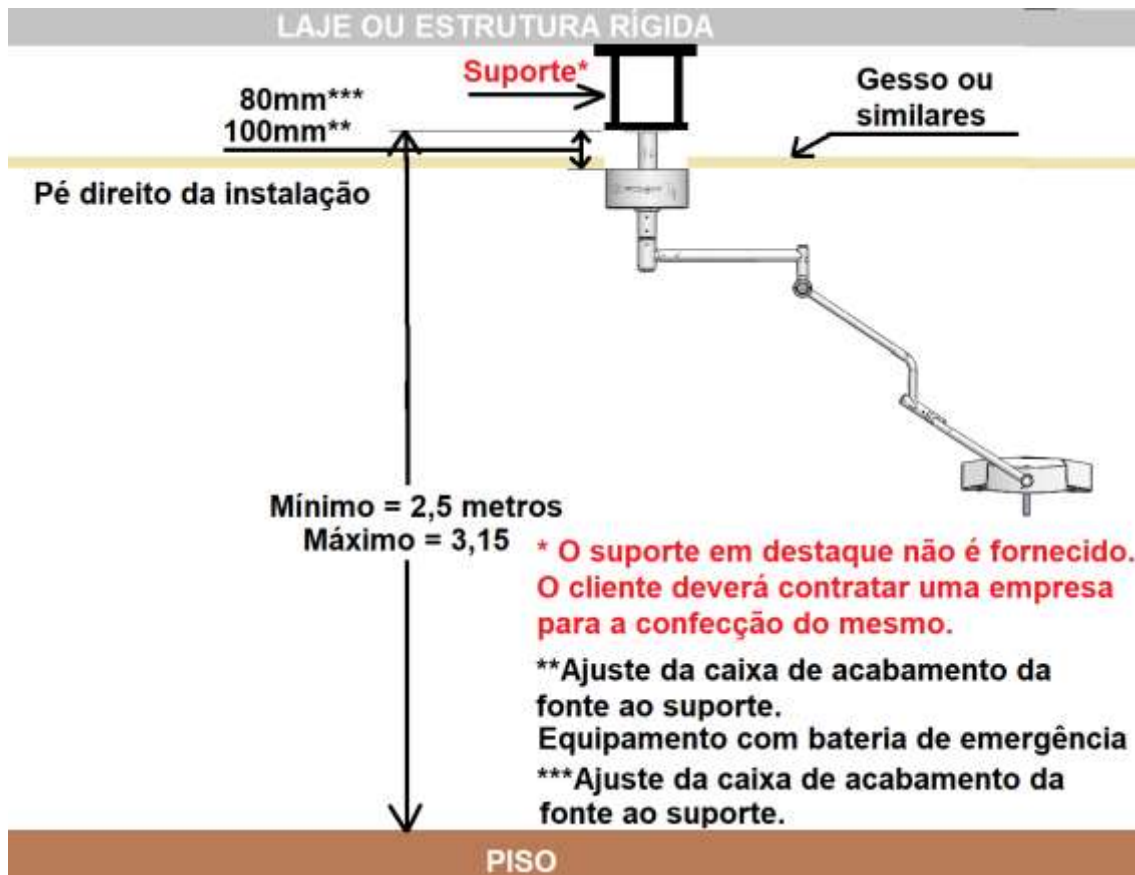 LAJE OU ESTRUTURA RÍGIDA
Suporte*
80mm***
100mm**
Gesso ou
similares
Pé direito da instalação
Mínimo = 2,5 metros
Máximo = 3,15
* O suporte em destaque não é fornecido.
O cliente deverá contratar uma empresa
para a confecção do mesmo.
**Ajuste da caixa de acabamento da
fonte ao suporte.
Equipamento com bateria de emergência
***Ajuste da caixa de acabamento da
fonte ao suporte.
PISO